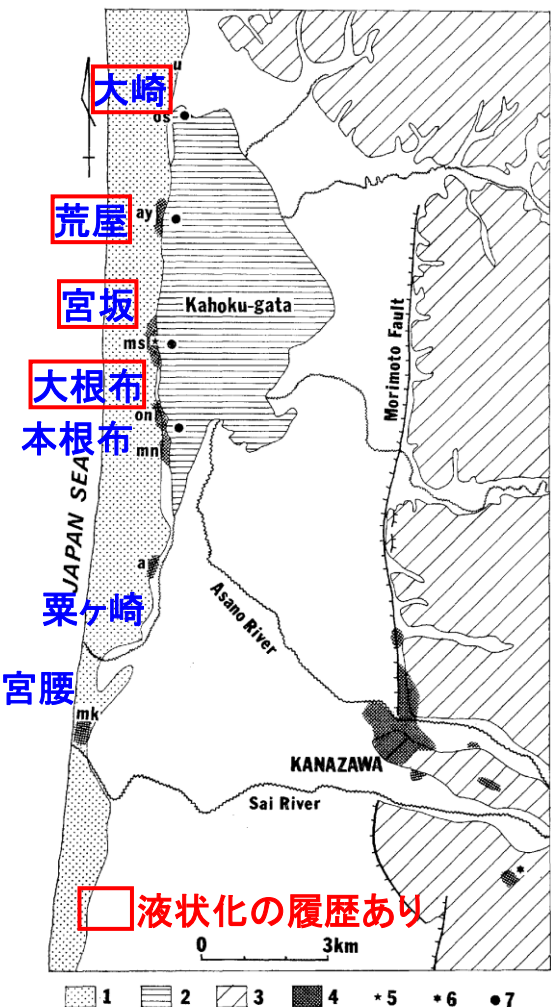 u
大崎
os
荒屋
ay
宮坂
Kahoku-gata
ms
大根布
on
本根布
mn
Morimoto Fault
JAPAN SEA
a
粟ヶ崎
Asano River
宮腰
mk
KANAZAWA
Sai River
液状化の履歴あり
0 3km
1 2 3 4 5 6 7